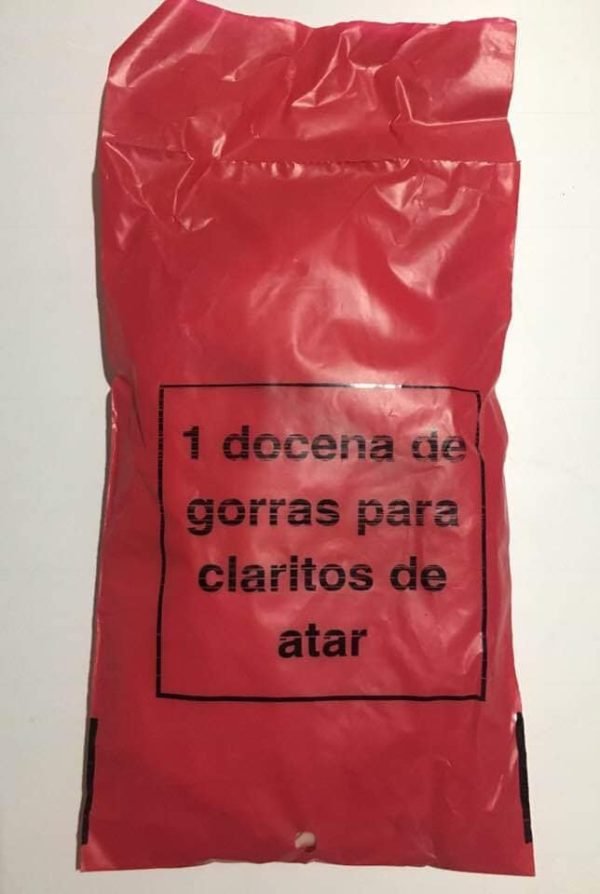 1 docena de
gorras para
claritos de
atar